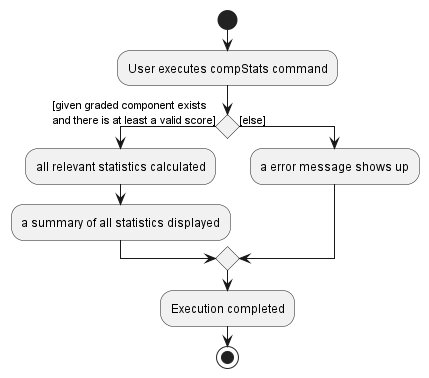 User executes compStats command
[given graded component exists
and there is at least a valid score]
[else]
all relevant statistics calculated
a error message shows up
a summary of all statistics displayed
Execution completed